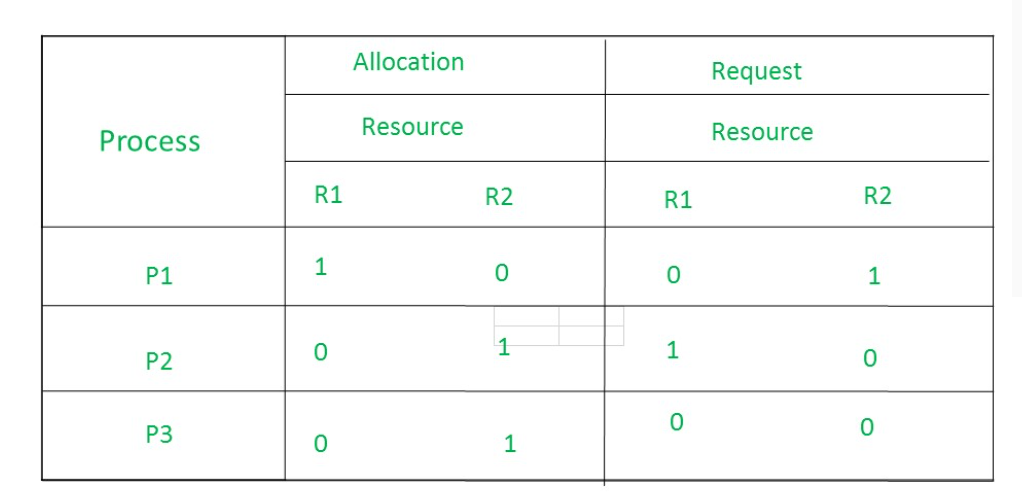 Allocation Request
Process Resource Resource
R1 R2 R1 R2
P1 1 0 0 1
P2 0 1 1 0
P3 0 1 0 0